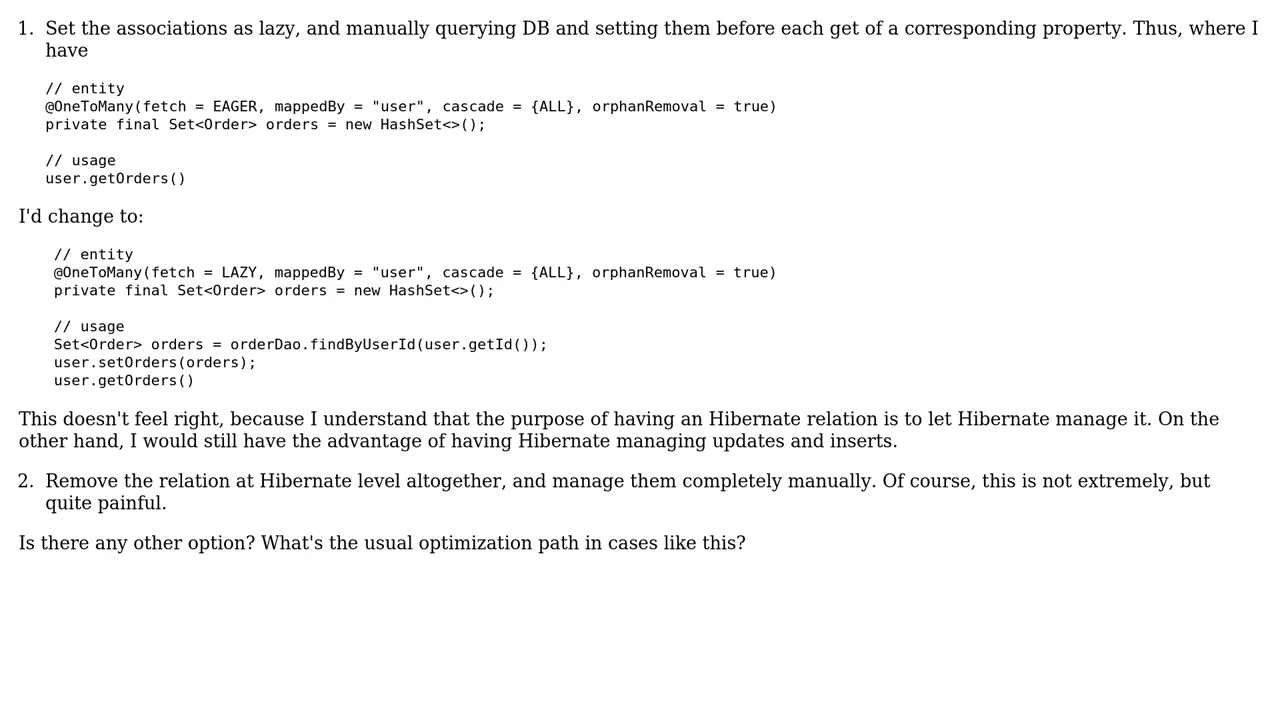 1. Set the associations as lazy, and manually querying DB and setting them before each get of a corresponding property. Thus, where I
have
// entity
@OneToMany(fetch = EAGER, mappedBy = "user", cascade = {ALL}, orphanRemoval = true)
private final Set<Order> orders = new HashSet<>();
// usage
user.getOrders()
I'd change to:
// entity
@OneToMany(fetch = LAZY, mappedBy = "user", cascade = {ALL}, orphanRemoval = true)
private final Set<Order> orders = new HashSet<>();
// usage
Set<Order> orders = orderDao.findByUserId(user.getId());
user.setOrders(orders);
user.getOrders()
This doesn't feel right, because I understand that the purpose of having an Hibernate relation is to let Hibernate manage it. On the
other hand, I would still have the advantage of having Hibernate managing updates and inserts.
2. Remove the relation at Hibernate level altogether, and manage them completely manually. Of course, this is not extremely, but
quite painful.
Is there any other option? What's the usual optimization path in cases like this?